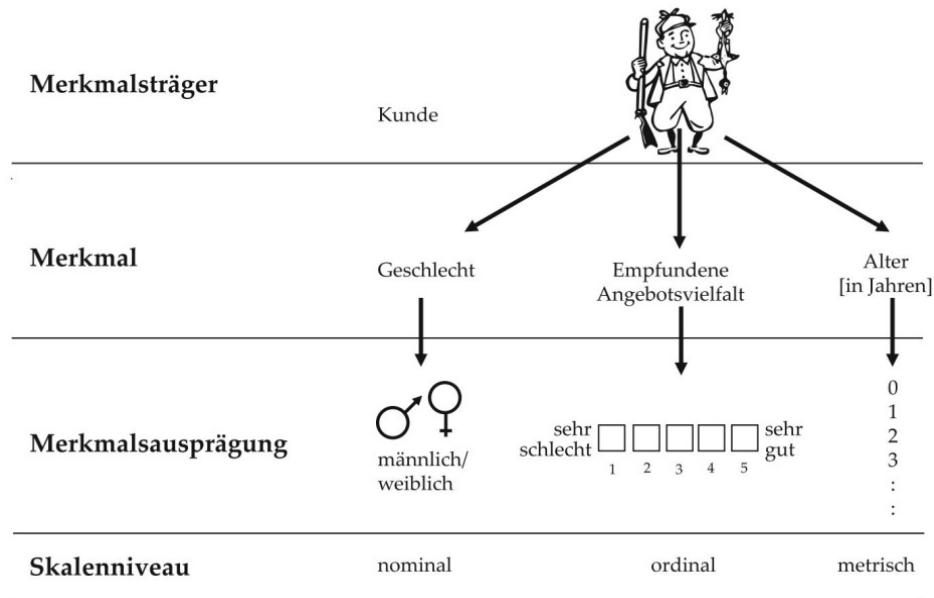 Merkmalsträger
Kunde
Merkmal
Geschlecht
Empfundene
Angebotsvielfalt
Alter
[in Jahren]
Merkmalsausprägung
männlich/
weiblich
sehr
schlecht
1 2 3 4 5
sehr
gut
0
1
2
3
:
:
Skalenniveau
nominal
ordinal
metrisch